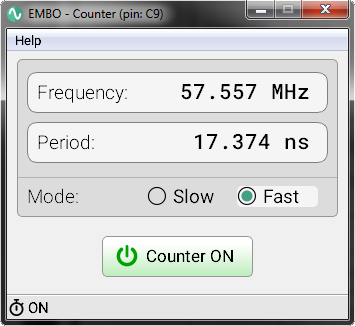 EMBO - Counter (pin: C9)
Help
Frequency: 57.557 MHz
Period: 17.374 ns
Mode: Slow Fast
Counter ON
ON